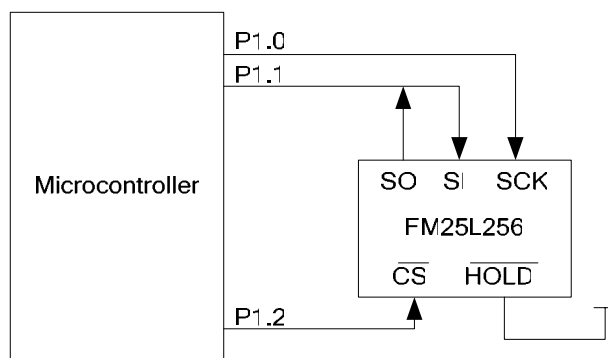 P1.0
P1.1
Microcontroller
SO SI SCK
FM25L256
CS HOLD
P1.2